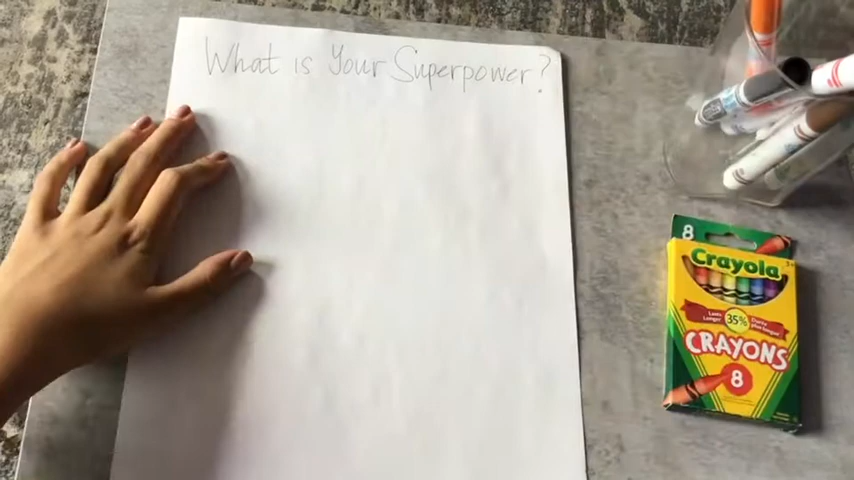 What is Your Superpower?
8
Crayola
Lasts Longer
35%
CRAYONS
8